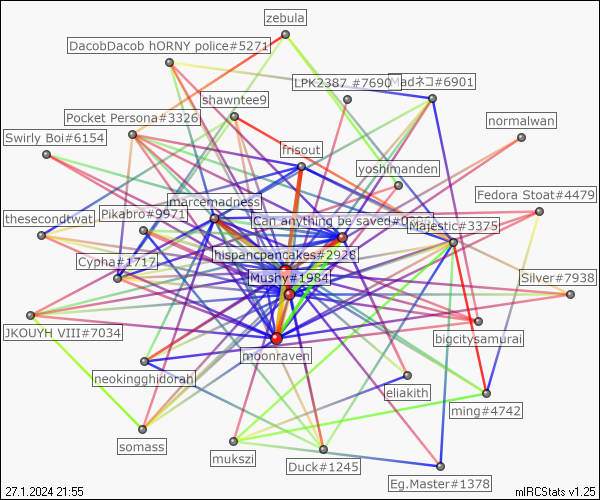 zebula
DacobDacob hORNY police#5271
LPK2387 #7690
Madネコ#6901
shawntee9
Pocket Persona#3326
normalwan
Swirly Boi#6154
frisout
yoshimanden
Fedora Stoat#4479
marcemadness
thesecondtwat
Pikabro#9971
Can anything be saved#0
Majestic#3375
hispancpancakes#2928
Cypha#1717
Mushy#1984
Silver#7938
JKOUYH VIII#7034
bigcitysamurai
moonraven
neokingghidorah
eliakith
ming#4742
somass
mukszi
Duck#1245
Eg.Master#1378
27.1.2024 21:55
mIRCStats v1.25